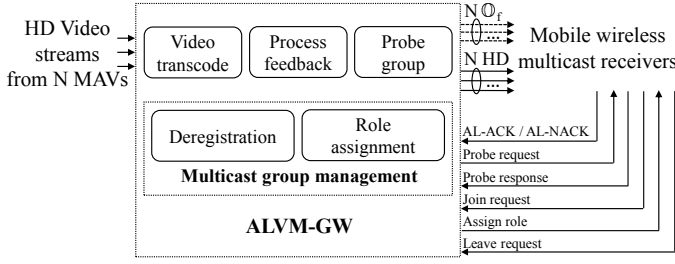 HD Video
streams
from N MAVs
Video
transcode
Process
feedback
Probe
group
Deregistration
Role
assignment
Multicast group management
ALVM-GW
N 𝕆f
...
N HD
...
Mobile wireless
multicast receivers
AL-ACK / AL-NACK
Probe request
Probe response
Join request
Assign role
Leave request